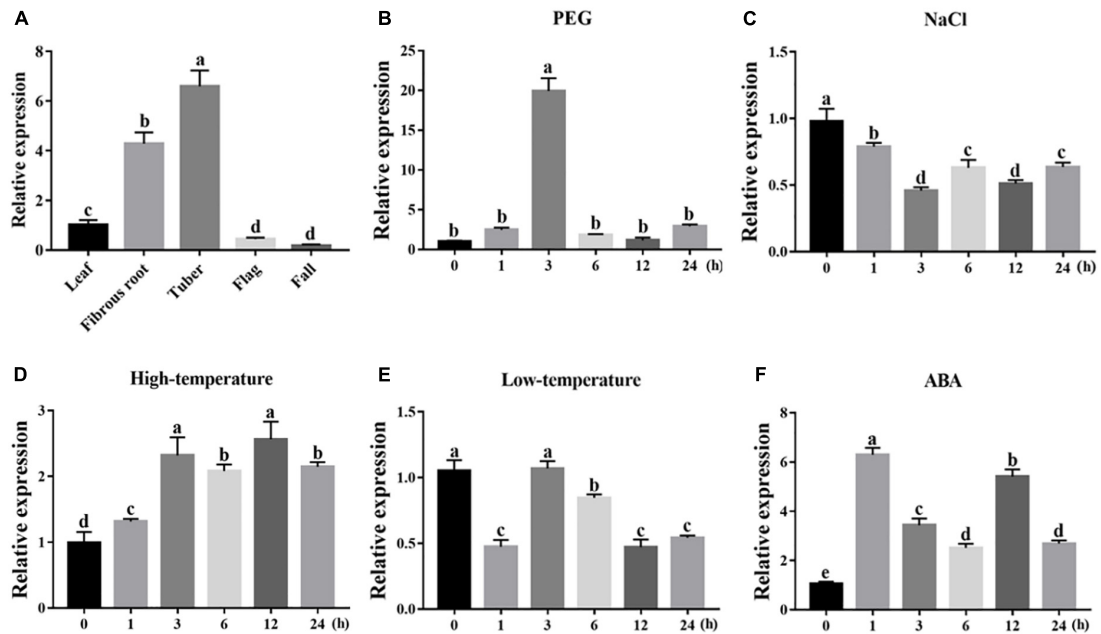 A
Relative expression
8
6
4
2
0
c
b
a
d
d
Leaf
Fibrous root
Tuber
Flag
Fall
B
PEG
Relative expression
25
20
15
10
5
0
b
b
a
b
b
b
0 1 3 6 12 24 (h)
C
NaCl
Relative expression
1.5
1.0
0.5
0.0
a
b
d
c
d
c
0 1 3 6 12 24 (h)
D
High-temperature
Relative expression
3
2
1
0
d
c
a
b
a
b
0 1 3 6 12 24 (h)
E
Low-temperature
Relative expression
1.5
1.0
0.5
0.0
a
c
a
b
c
c
0 1 3 6 12 24 (h)
F
ABA
Relative expression
8
6
4
2
0
e
a
c
d
b
d
0 1 3 6 12 24 (h)